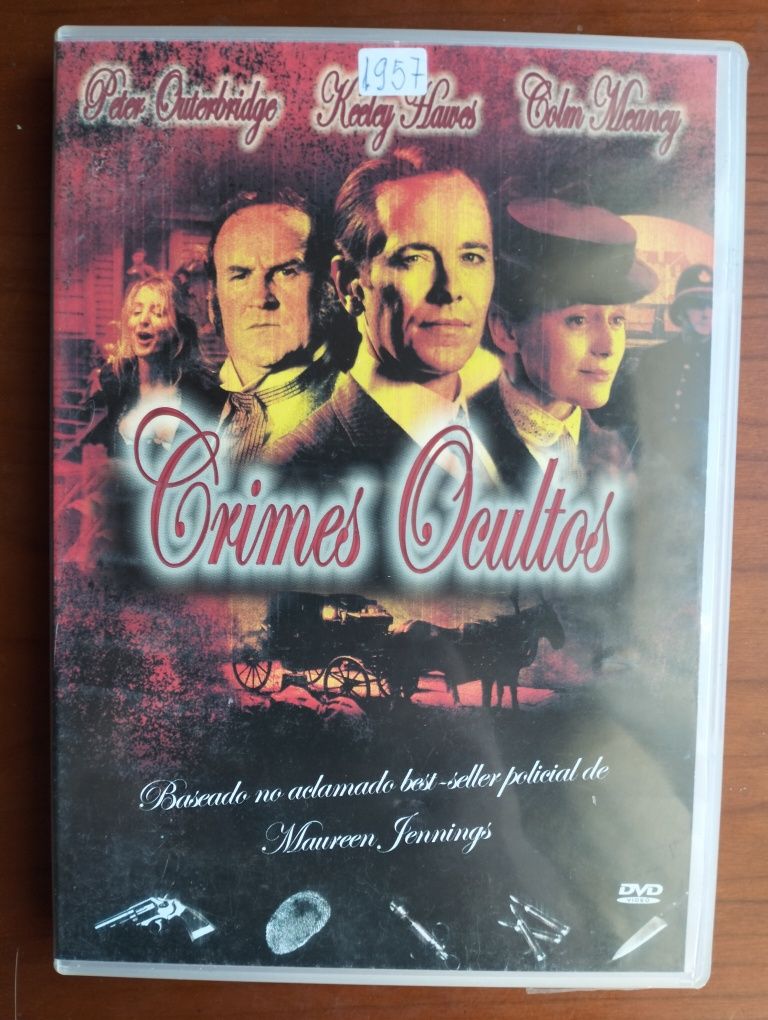 1957
Peter Outerbridge Keeley Hawes Colm Meaney
Crimes Ocultos
Baseado no aclamado best-seller policial de
Maureen Jennings
DVD
VIDEO